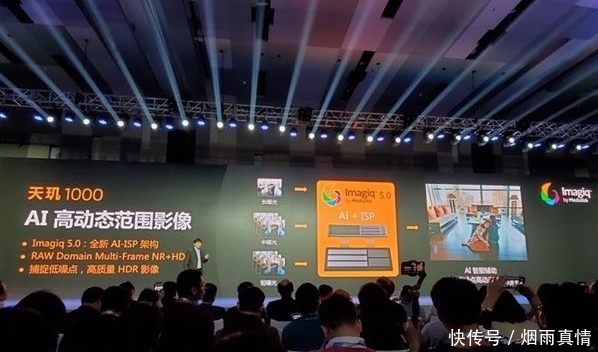 天玑 1000
AI 高动态范围影像
Imagiq 5.0：全新 AI-ISP 架构
RAW Domain Multi-Frame NR+HD
捕捉低噪点，高质量 HDR 影像
长曝光
中曝光
短曝光
Imagiq 5.0
by MediaTek
AI + ISP
Imagiq
by MediaTek
AI 智能辅助
快传号 / 烟雨真情